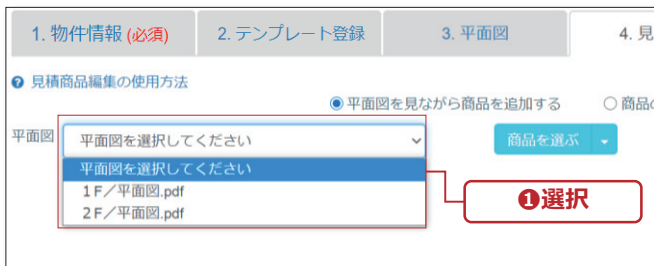 1. 物件情報 (必須) 2. テンプレート登録 3. 平面図 4. 見
見積商品編集の使用方法
平面図を見ながら商品を追加する 商品の
平面図 平面図を選択してください 商品を選ぶ
平面図を選択してください
1F/平面図.pdf
2F/平面図.pdf
❶選択